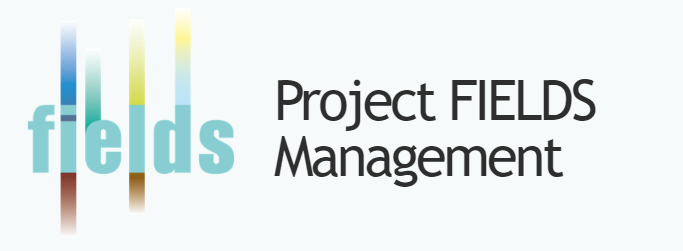 fields
Project FIELDS
Management